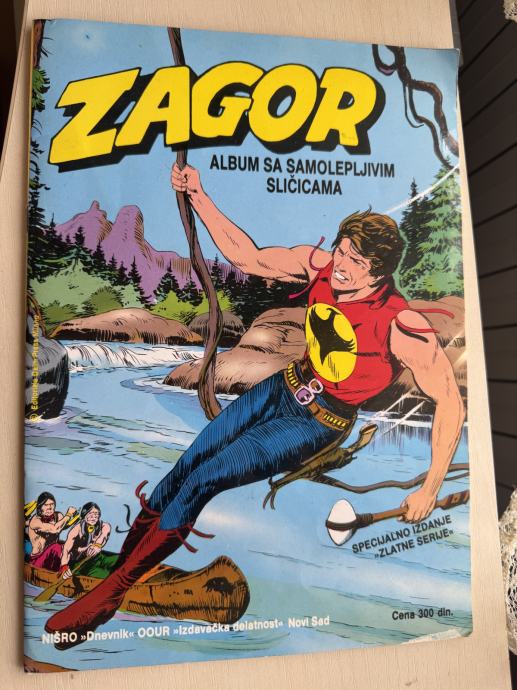 ZAGOR
ALBUM SA SAMOLEPLJIVIM
SLIČICAMA
SPECIJALNO IZDANJE
»ZLATNE SERIJE«
Cena 300 din.
NIŠRO »Dnevnik« OOUR »Izdavačka delatnost« Novi Sad
© Editoriale